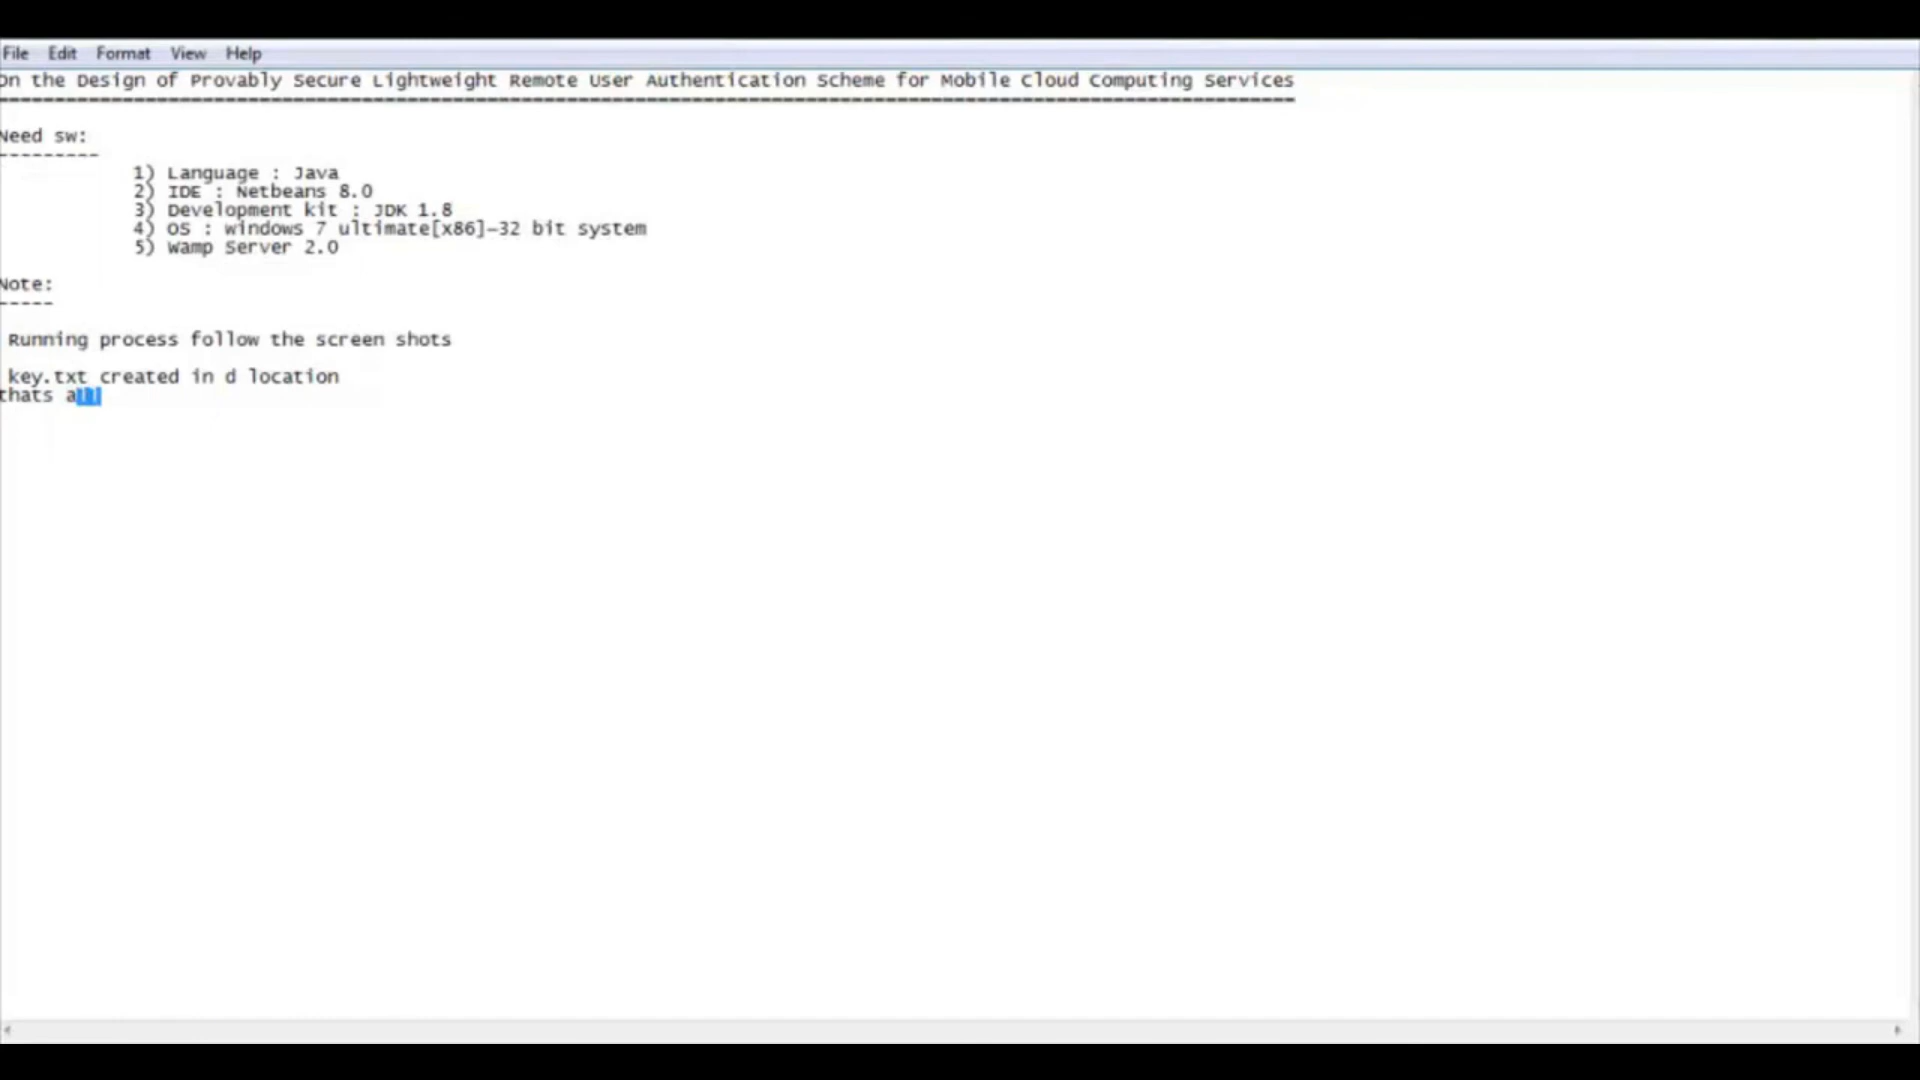 File Edit Format View Help
On the Design of Provably Secure Lightweight Remote User Authentication Scheme for Mobile Cloud Computing Services
Need sw:
---------
1) Language : Java
2) IDE : Netbeans 8.0
3) Development kit : JDK 1.8
4) OS : windows 7 ultimate[x86]-32 bit system
5) Wamp Server 2.0
Note:
-----
Running process follow the screen shots
key.txt created in d location
thats all